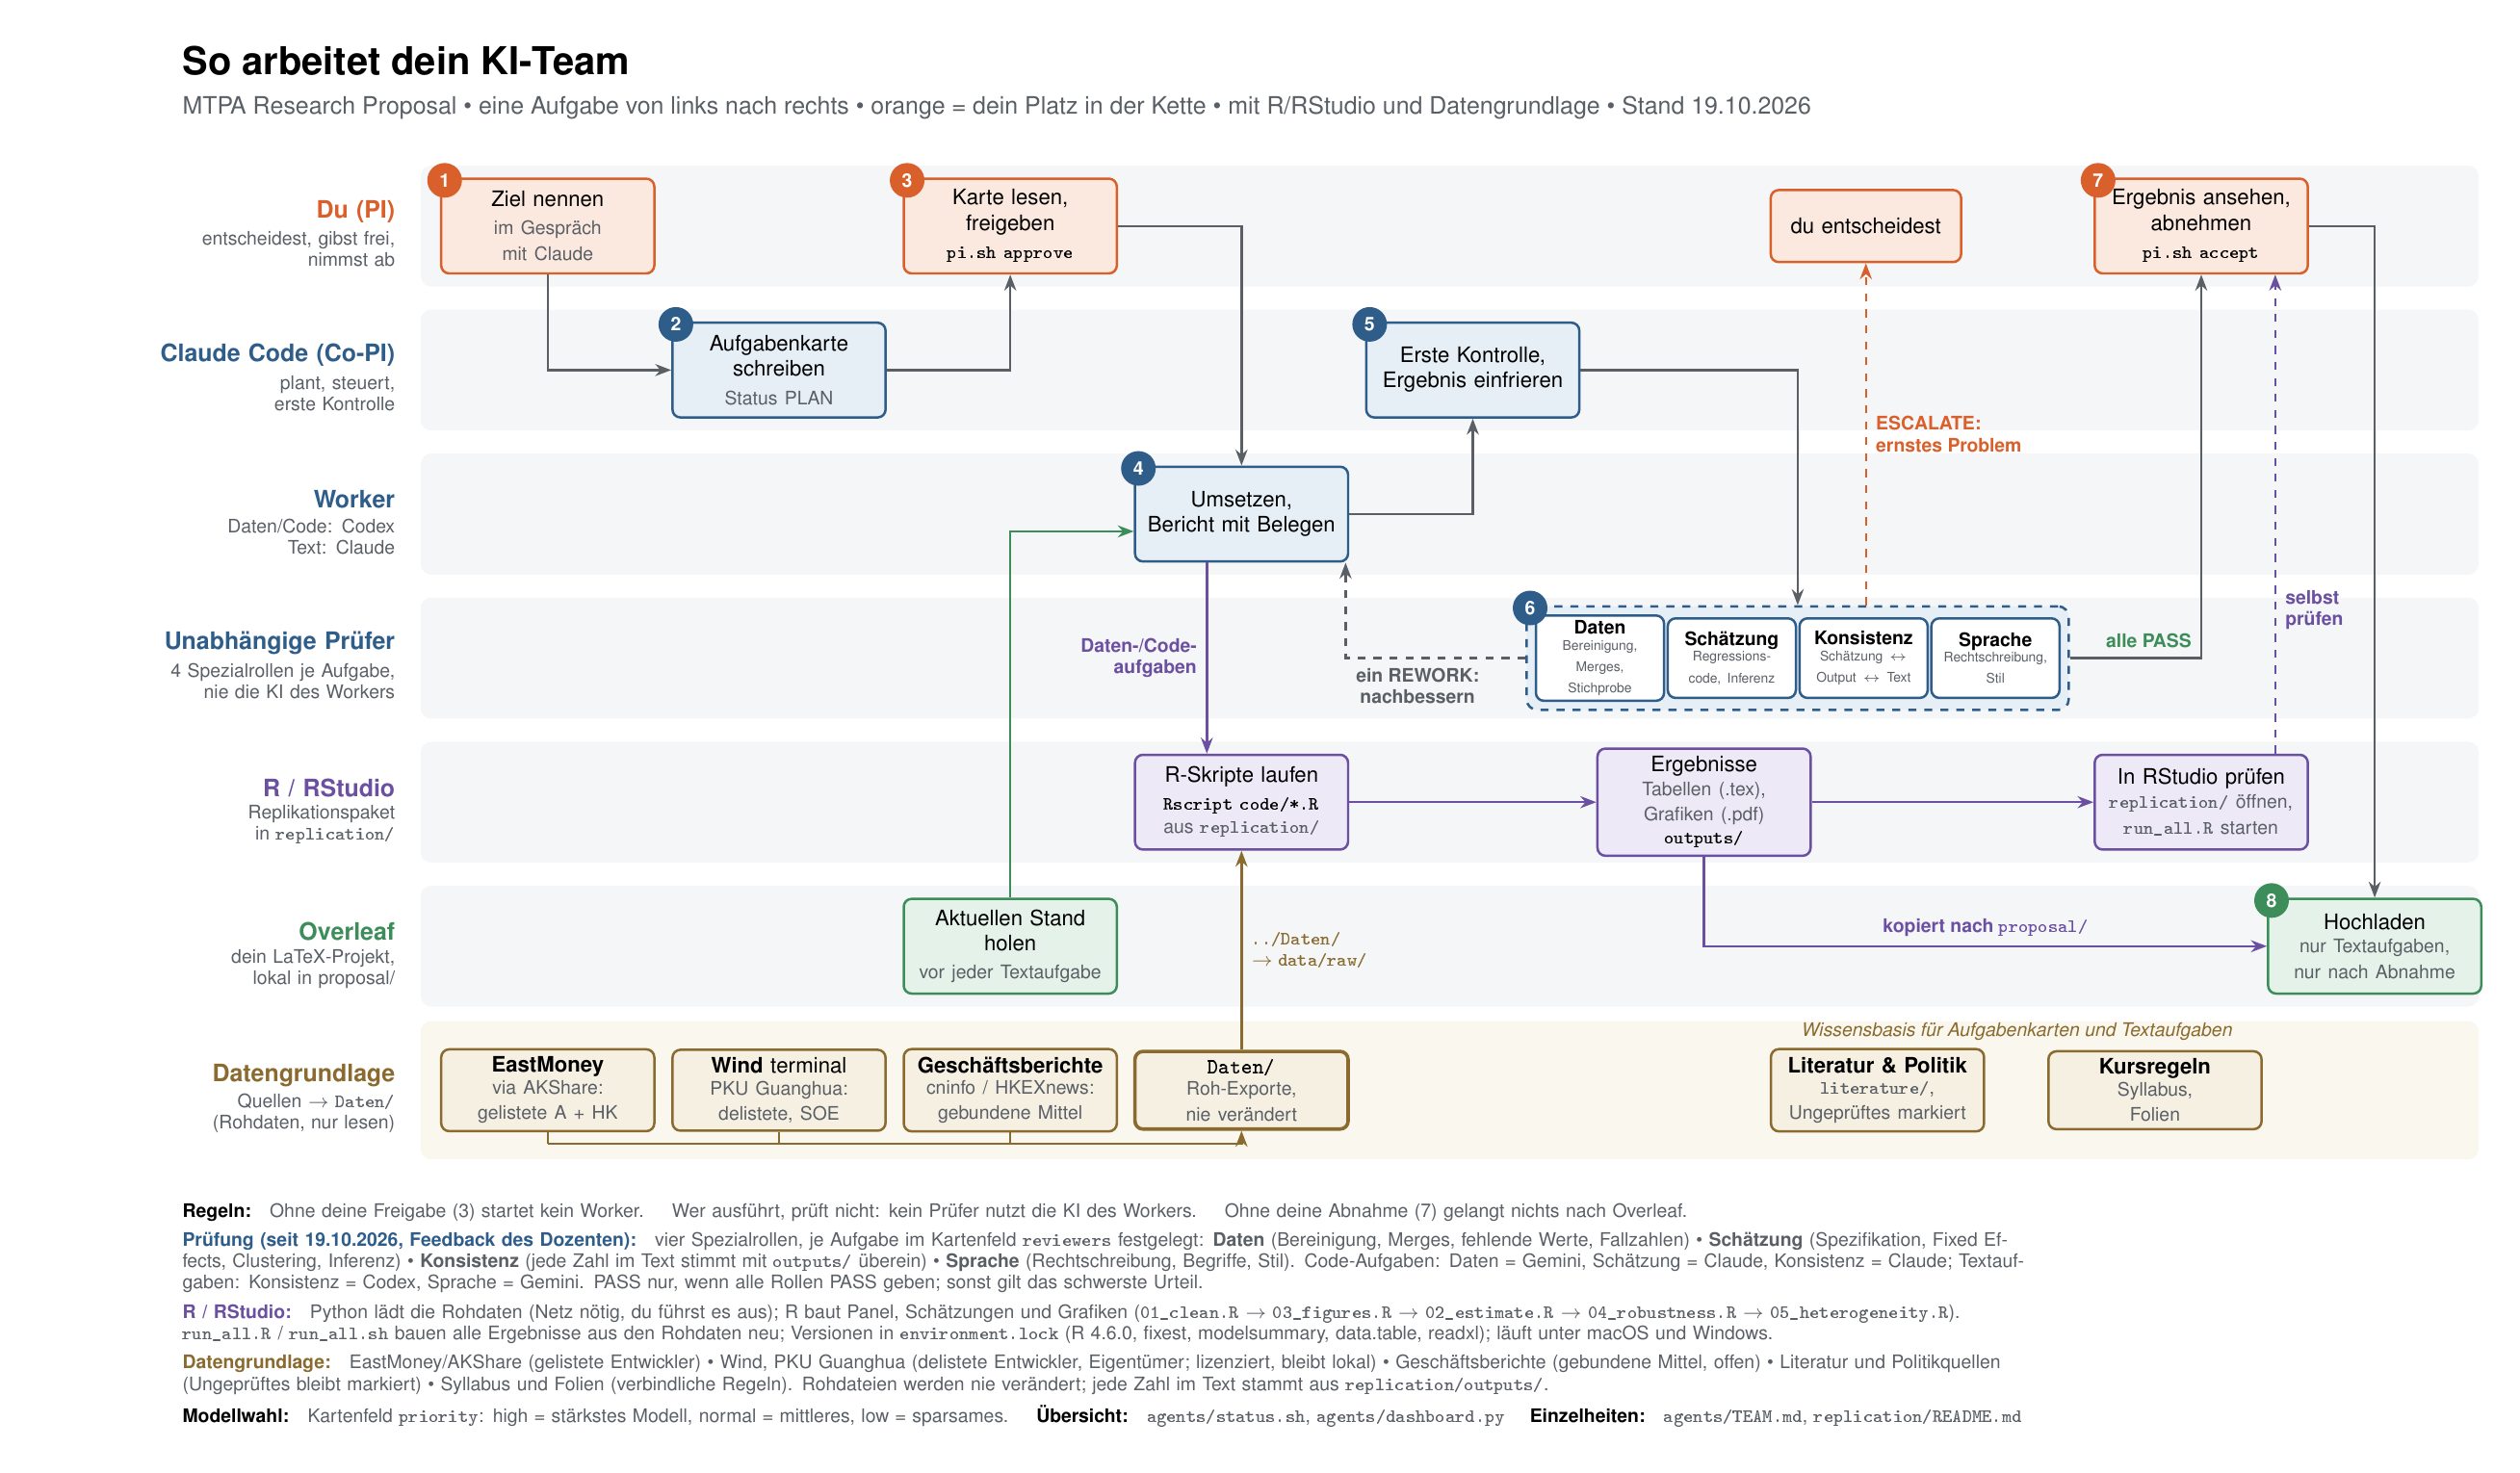 So arbeitet dein KI-Team
MTPA Research Proposal • eine Aufgabe von links nach rechts • orange = dein Platz in der Kette • mit R/RStudio und Datengrundlage • Stand 19.10.2026
Du (PI)
entscheidest, gibst frei,
nimmst ab
1
Ziel nennen
im Gespräch
mit Claude
3
Karte lesen,
freigeben
pi.sh approve
du entscheidest
7
Ergebnis ansehen,
abnehmen
pi.sh accept
Claude Code (Co-PI)
plant, steuert,
erste Kontrolle
2
Aufgabenkarte
schreiben
Status PLAN
5
Erste Kontrolle,
Ergebnis einfrieren
ESCALATE:
ernstes Problem
Worker
Daten/Code: Codex
Text: Claude
4
Umsetzen,
Bericht mit Belegen
Unabhängige Prüfer
4 Spezialrollen je Aufgabe,
nie die KI des Workers
Daten-/Code-
aufgaben
ein REWORK:
nachbessern
6
Daten
Bereinigung,
Merges,
Stichprobe
Schätzung
Regressions-
code, Inferenz
Konsistenz
Schätzung ↔
Output ↔ Text
Sprache
Rechtschreibung,
Stil
alle PASS
selbst
prüfen
R / RStudio
Replikationspaket
in replication/
R-Skripte laufen
Rscript code/*.R
aus replication/
Ergebnisse
Tabellen (.tex),
Grafiken (.pdf)
outputs/
In RStudio prüfen
replication/ öffnen,
run_all.R starten
Overleaf
dein LaTeX-Projekt,
lokal in proposal/
Aktuellen Stand
holen
vor jeder Textaufgabe
../Daten/
→ data/raw/
kopiert nach proposal/
8
Hochladen
nur Textaufgaben,
nur nach Abnahme
Datengrundlage
Quellen → Daten/
(Rohdaten, nur lesen)
EastMoney
via AKShare:
gelistete A + HK
Wind terminal
PKU Guanghua:
delistete, SOE
Geschäftsberichte
cninfo / HKEXnews:
gebundene Mittel
Daten/
Roh-Exporte,
nie verändert
Wissensbasis für Aufgabenkarten und Textaufgaben
Literatur & Politik
literature/,
Ungeprüftes markiert
Kursregeln
Syllabus,
Folien
Regeln: Ohne deine Freigabe (3) startet kein Worker. Wer ausführt, prüft nicht: kein Prüfer nutzt die KI des Workers. Ohne deine Abnahme (7) gelangt nichts nach Overleaf.
Prüfung (seit 19.10.2026, Feedback des Dozenten): vier Spezialrollen, je Aufgabe im Kartenfeld reviewers festgelegt: Daten (Bereinigung, Merges, fehlende Werte, Fallzahlen) • Schätzung (Spezifikation, Fixed Ef-
fects, Clustering, Inferenz) • Konsistenz (jede Zahl im Text stimmt mit outputs/ überein) • Sprache (Rechtschreibung, Begriffe, Stil). Code-Aufgaben: Daten = Gemini, Schätzung = Claude, Konsistenz = Claude; Textauf-
gaben: Konsistenz = Codex, Sprache = Gemini. PASS nur, wenn alle Rollen PASS geben; sonst gilt das schwerste Urteil.
R / RStudio: Python lädt die Rohdaten (Netz nötig, du führst es aus); R baut Panel, Schätzungen und Grafiken (01_clean.R → 03_figures.R → 02_estimate.R → 04_robustness.R → 05_heterogeneity.R).
run_all.R / run_all.sh bauen alle Ergebnisse aus den Rohdaten neu; Versionen in environment.lock (R 4.6.0, fixest, modelsummary, data.table, readxl); läuft unter macOS und Windows.
Datengrundlage: EastMoney/AKShare (gelistete Entwickler) • Wind, PKU Guanghua (delistete Entwickler, Eigentümer; lizenziert, bleibt lokal) • Geschäftsberichte (gebundene Mittel, offen) • Literatur und Politikquellen
(Ungeprüftes bleibt markiert) • Syllabus und Folien (verbindliche Regeln). Rohdateien werden nie verändert; jede Zahl im Text stammt aus replication/outputs/.
Modellwahl: Kartenfeld priority: high = stärkstes Modell, normal = mittleres, low = sparsames. Übersicht: agents/status.sh, agents/dashboard.py Einzelheiten: agents/TEAM.md, replication/README.md